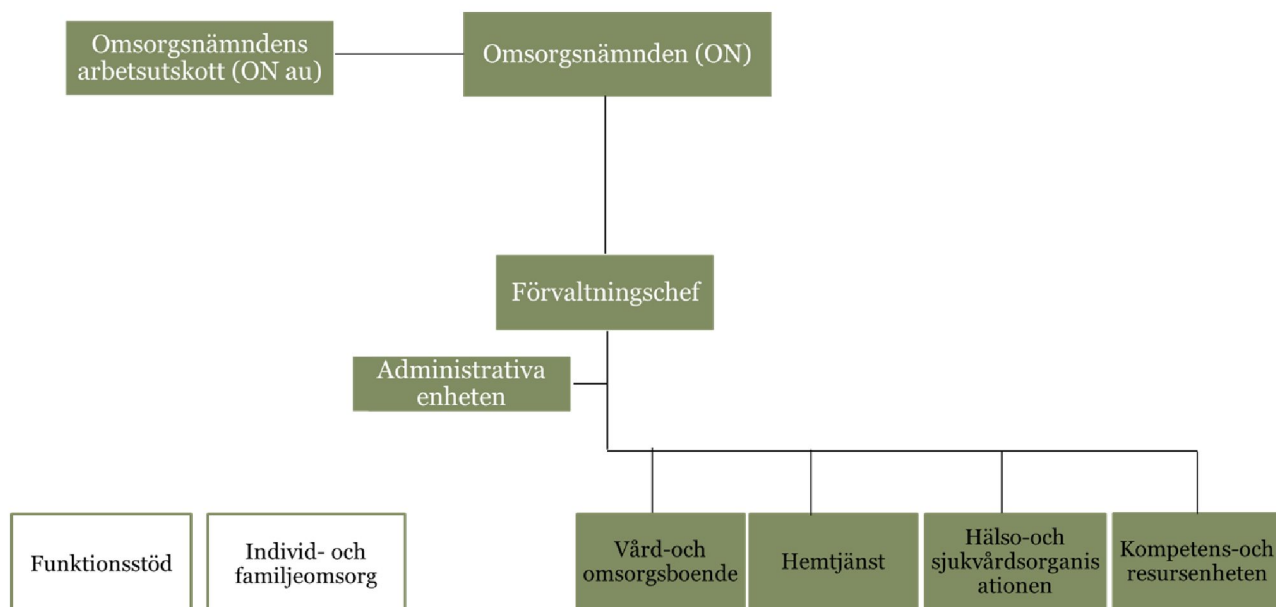 Omsorgsnämndens
arbetsutskott (ON au)
Omsorgsnämnden (ON)
Förvaltningschef
Administrativa
enheten
Funktionsstöd
Individ- och
familjeomsorg
Vård-och
omsorgsboende
Hemtjänst
Hälso-och
sjukvårdsorganis
ationen
Kompetens-och
resursenheten